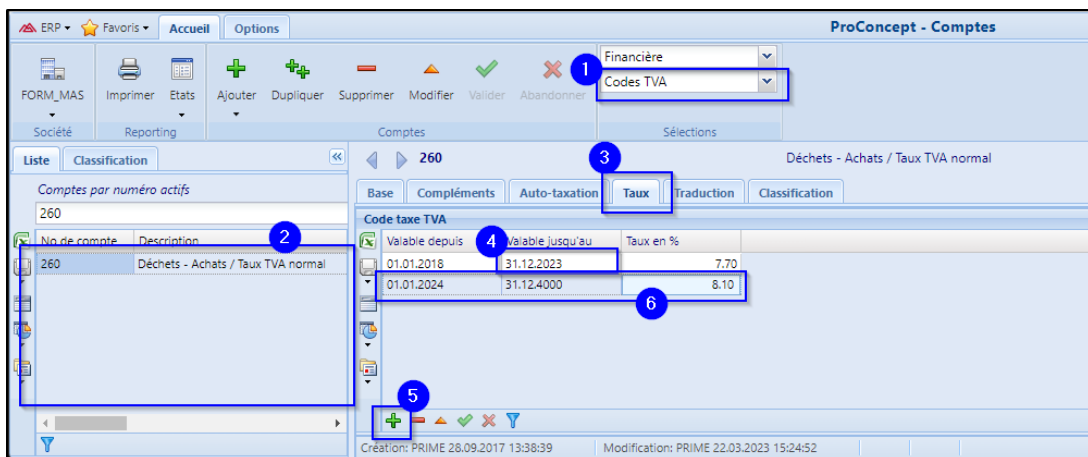 ERP Favoris Accueil Options ProConcept - Comptes
Financière
1
Codes TVA
FORM_MAS Imprimer Etats Ajouter Dupliquer Supprimer Modifier Valider Abandonner
Société Reporting Comptes Sélections
Liste Classification 260 3 Déchets - Achats / Taux TVA normal
Comptes par numéro actifs Base Compléments Auto-taxation Taux Traduction Classification
260 Code taxe TVA
No de compte Description 2 Valable depuis 4 Valable jusqu'au Taux en %
260 Déchets - Achats / Taux TVA normal 01.01.2018 31.12.2023 7.70
01.01.2024 31.12.4000 8.10
6
5
Création: PRIME 28.09.2017 13:38:39 Modification: PRIME 22.03.2023 15:24:52